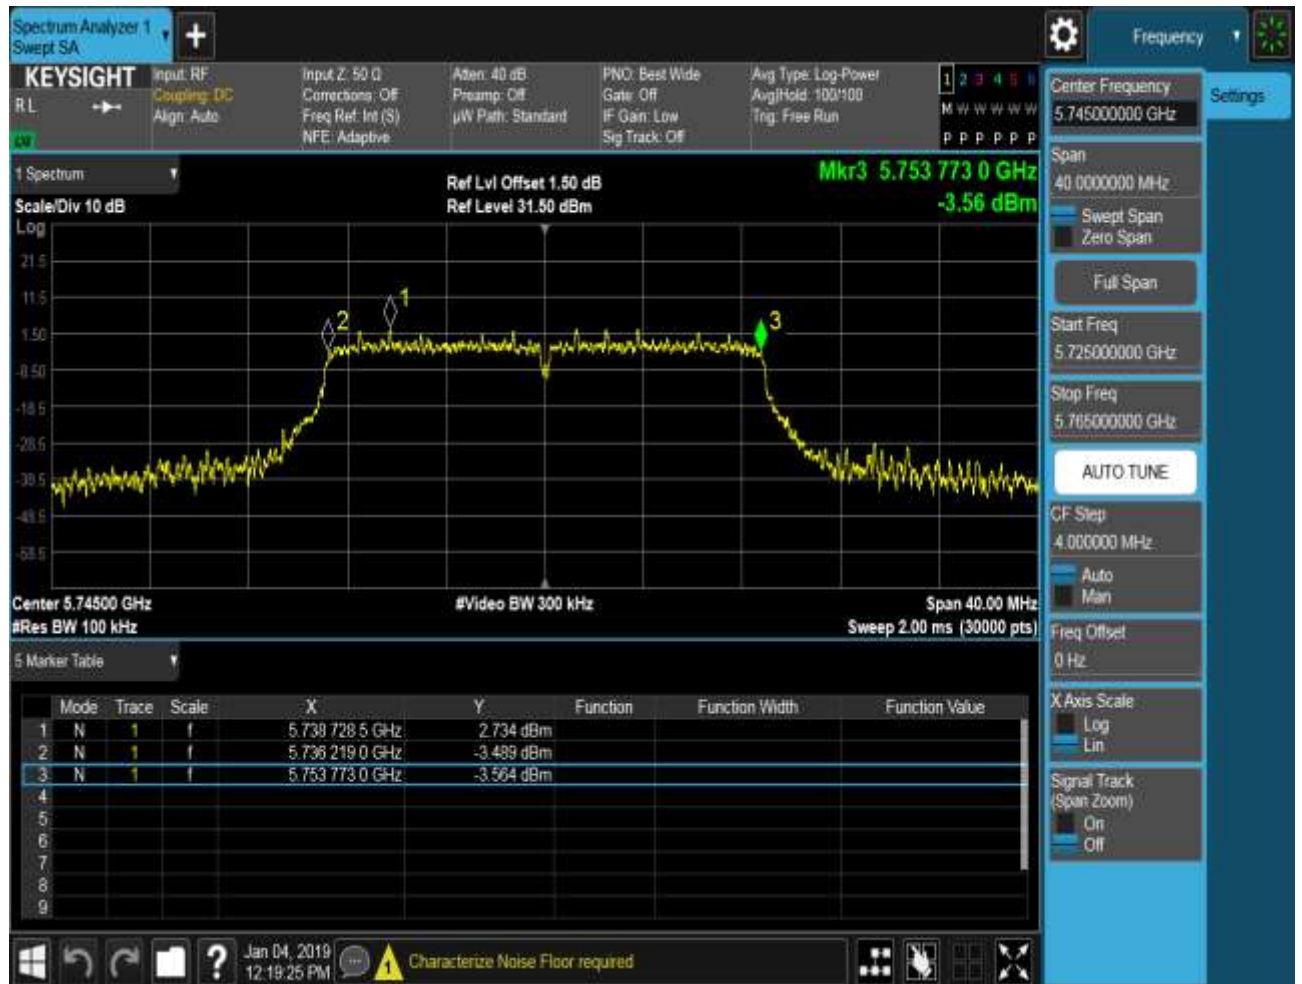 Spectrum Analyzer 1
Swept SA
+
Frequency
KEYSIGHT
R L
Input: RF
Coupling: DC
Align: Auto
Input Z: 50 Ω
Corrections: Off
Freq Ref: Int (S)
NFE: Adaptive
Atten: 40 dB
Preamp: Off
µW Path: Standard
PNO: Best Wide
Gate: Off
IF Gain: Low
Sig Track: Off
Avg Type: Log-Power
Avg|Hold: 100/100
Trig: Free Run
1 2 3 4 5 6
M W W W W W
P P P P P P
1 Spectrum
Scale/Div 10 dB
Ref Lvl Offset 1.50 dB
Ref Level 31.50 dBm
Mkr3 5.753 773 0 GHz
-3.56 dBm
Log
21.5
11.5
1.50
-8.50
-18.5
-28.5
-38.5
-48.5
-58.5
2
1
3
Center 5.74500 GHz
#Video BW 300 kHz
Span 40.00 MHz
#Res BW 100 kHz
Sweep 2.00 ms (30000 pts)
5 Marker Table
Mode Trace Scale X Y Function Function Width Function Value
1 N 1 f 5.738 728 5 GHz 2.734 dBm
2 N 1 f 5.736 219 0 GHz -3.489 dBm
3 N 1 f 5.753 773 0 GHz -3.564 dBm
4
5
6
7
8
9
Center Frequency
5.745000000 GHz
Settings
Span
40.0000000 MHz
Swept Span
Zero Span
Full Span
Start Freq
5.725000000 GHz
Stop Freq
5.765000000 GHz
AUTO TUNE
CF Step
4.000000 MHz
Auto
Man
Freq Offset
0 Hz
X Axis Scale
Log
Lin
Signal Track
(Span Zoom)
On
Off
?
Jan 04, 2019
12:19:25 PM
1
Characterize Noise Floor required